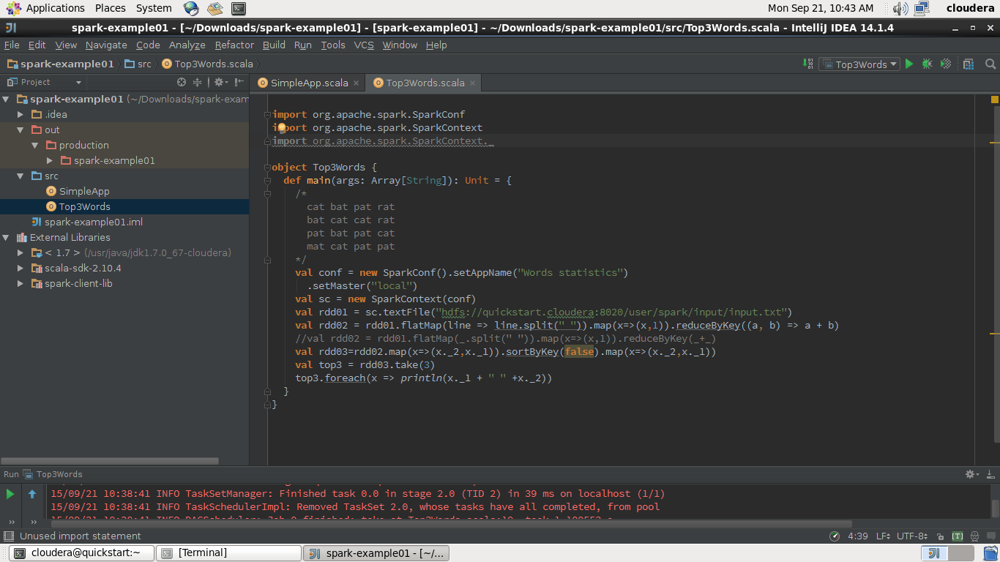 Applications Places System Mon Sep 21, 10:43 AM cloudera
spark-example01 - [~/Downloads/spark-example01] - [spark-example01] - ~/Downloads/spark-example01/src/Top3Words.scala - IntelliJ IDEA 14.1.4
File Edit View Navigate Code Analyze Refactor Build Run Tools VCS Window Help
spark-example01 src Top3Words.scala Top3Words
Project
SimpleApp.scala Top3Words.scala
spark-example01 (~/Downloads/spark-exam
.idea
out
production
spark-example01
src
SimpleApp
Top3Words
spark-example01.iml
External Libraries
< 1.7 > (/usr/java/jdk1.7.0_67-cloudera)
scala-sdk-2.10.4
spark-client-lib
import org.apache.spark.SparkConf
import org.apache.spark.SparkContext
import org.apache.spark.SparkContext._
object Top3Words {
def main(args: Array[String]): Unit = {
/*
cat bat pat rat
bat cat cat rat
pat bat pat cat
mat cat pat pat
*/
val conf = new SparkConf().setAppName("Words statistics")
.setMaster("local")
val sc = new SparkContext(conf)
val rdd01 = sc.textFile("hdfs://quickstart.cloudera:8020/user/spark/input/input.txt")
val rdd02 = rdd01.flatMap(line => line.split(" ")).map(x=>(x,1)).reduceByKey((a, b) => a + b)
//val rdd02 = rdd01.flatMap(_.split(" ")).map(x=>(x,1)).reduceByKey(_+_)
val rdd03=rdd02.map(x=>(x._2,x._1)).sortByKey(false).map(x=>(x._2,x._1))
val top3 = rdd03.take(3)
top3.foreach(x => println(x._1 + " " +x._2))
}
}
Run Top3Words
15/09/21 10:38:41 INFO TaskSetManager: Finished task 0.0 in stage 2.0 (TID 2) in 39 ms on localhost (1/1)
15/09/21 10:38:41 INFO TaskSchedulerImpl: Removed TaskSet 2.0, whose tasks have all completed, from pool
Unused import statement 4:39 LF UTF-8 [T]
cloudera@quickstart:~ [Terminal] spark-example01 - [~/...